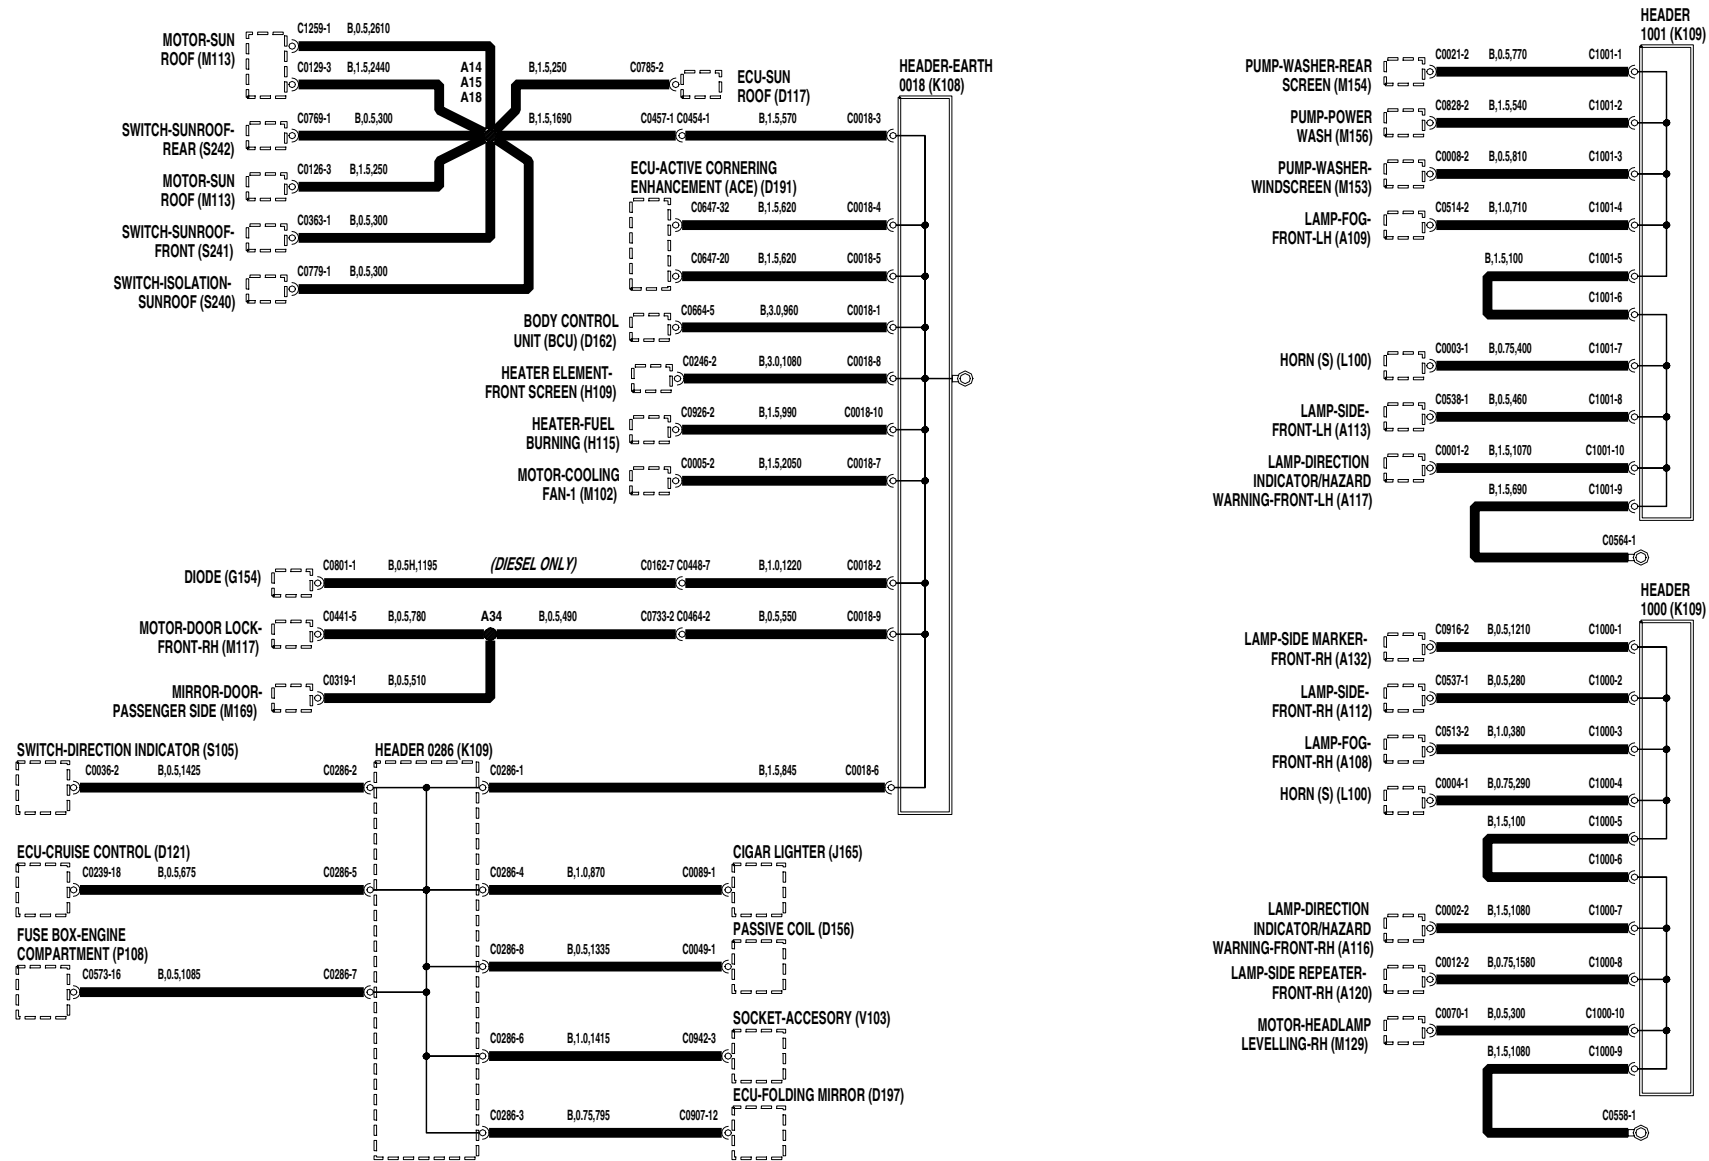 MOTOR-SUN
ROOF (M113)
C1259-1 B,0.5,2610
C0129-3 B,1.5,2440
A14
A15
A18
B,1.5,250 C0785-2
ECU-SUN
ROOF (D117)
SWITCH-SUNROOF-
REAR (S242)
C0769-1 B,0.5,300
B,1.5,1690 C0457-1 C0454-1 B,1.5,570 C0018-3
MOTOR-SUN
ROOF (M113)
C0126-3 B,1.5,250
SWITCH-SUNROOF-
FRONT (S241)
C0363-1 B,0.5,300
SWITCH-ISOLATION-
SUNROOF (S240)
C0779-1 B,0.5,300
HEADER-EARTH
0018 (K108)
ECU-ACTIVE CORNERING
ENHANCEMENT (ACE) (D191)
C0647-32 B,1.5,620 C0018-4
C0647-20 B,1.5,620 C0018-5
BODY CONTROL
UNIT (BCU) (D162)
C0664-5 B,3.0,960 C0018-1
HEATER ELEMENT-
FRONT SCREEN (H109)
C0246-2 B,3.0,1080 C0018-8
HEATER-FUEL
BURNING (H115)
C0926-2 B,1.5,990 C0018-10
MOTOR-COOLING
FAN-1 (M102)
C0005-2 B,1.5,2050 C0018-7
DIODE (G154)
C0801-1 B,0.5H,1195 (DIESEL ONLY) C0162-7 C0448-7 B,1.0,1220 C0018-2
MOTOR-DOOR LOCK-
FRONT-RH (M117)
C0441-5 B,0.5,780 A34 B,0.5,490 C0733-2 C0464-2 B,0.5,550 C0018-9
MIRROR-DOOR-
PASSENGER SIDE (M169)
C0319-1 B,0.5,510
SWITCH-DIRECTION INDICATOR (S105)
C0036-2 B,0.5,1425 C0286-2
HEADER 0286 (K109)
C0286-1 B,1.5,845 C0018-6
ECU-CRUISE CONTROL (D121)
C0239-18 B,0.5,675 C0286-5
FUSE BOX-ENGINE
COMPARTMENT (P108)
C0573-16 B,0.5,1085 C0286-7
CIGAR LIGHTER (J165)
C0286-4 B,1.0,870 C0089-1
PASSIVE COIL (D156)
C0286-8 B,0.5,1335 C0049-1
SOCKET-ACCESORY (V103)
C0286-6 B,1.0,1415 C0942-3
ECU-FOLDING MIRROR (D197)
C0286-3 B,0.75,795 C0907-12
HEADER
1001 (K109)
PUMP-WASHER-REAR
SCREEN (M154)
C0021-2 B,0.5,770 C1001-1
PUMP-POWER
WASH (M156)
C0828-2 B,1.5,540 C1001-2
PUMP-WASHER-
WINDSCREEN (M153)
C0008-2 B,0.5,810 C1001-3
LAMP-FOG-
FRONT-LH (A109)
C0514-2 B,1.0,710 C1001-4
B,1.5,100 C1001-5
C1001-6
HORN (S) (L100)
C0003-1 B,0.75,400 C1001-7
LAMP-SIDE-
FRONT-LH (A113)
C0538-1 B,0.5,460 C1001-8
LAMP-DIRECTION
INDICATOR/HAZARD
WARNING-FRONT-LH (A117)
C0001-2 B,1.5,1070 C1001-10
B,1.5,690 C1001-9
C0564-1
HEADER
1000 (K109)
LAMP-SIDE MARKER-
FRONT-RH (A132)
C0916-2 B,0.5,1210 C1000-1
LAMP-SIDE-
FRONT-RH (A112)
C0537-1 B,0.5,280 C1000-2
LAMP-FOG-
FRONT-RH (A108)
C0513-2 B,1.0,380 C1000-3
HORN (S) (L100)
C0004-1 B,0.75,290 C1000-4
B,1.5,100 C1000-5
C1000-6
LAMP-DIRECTION
INDICATOR/HAZARD
WARNING-FRONT-RH (A116)
C0002-2 B,1.5,1080 C1000-7
LAMP-SIDE REPEATER-
FRONT-RH (A120)
C0012-2 B,0.75,1580 C1000-8
MOTOR-HEADLAMP
LEVELLING-RH (M129)
C0070-1 B,0.5,300 C1000-10
B,1.5,1080 C1000-9
C0558-1